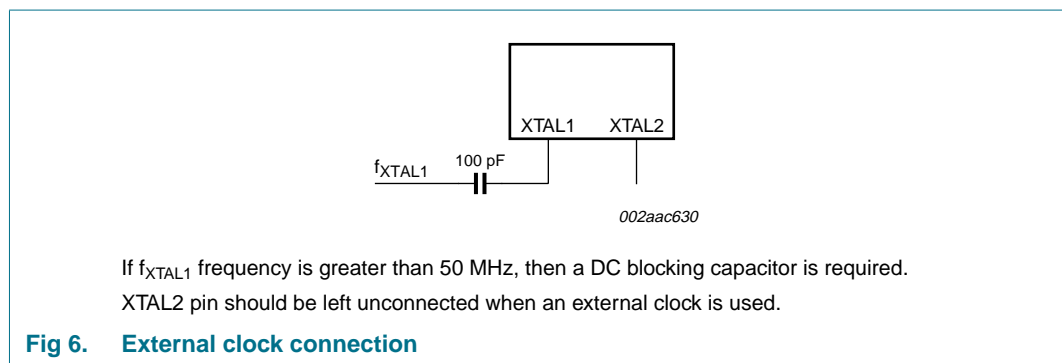 XTAL1 XTAL2
fXTAL1 100 pF
002aac630
If fXTAL1 frequency is greater than 50 MHz, then a DC blocking capacitor is required.
XTAL2 pin should be left unconnected when an external clock is used.
Fig 6. External clock connection